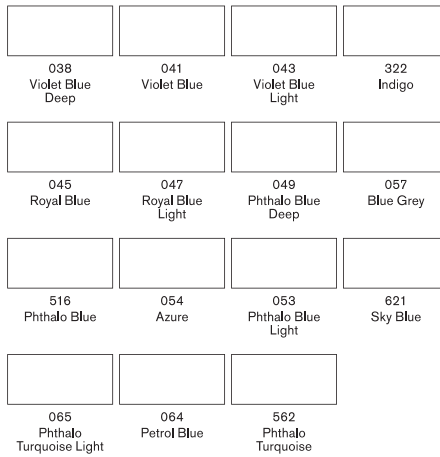 038
Violet Blue
Deep
041
Violet Blue
043
Violet Blue
Light
322
Indigo
045
Royal Blue
047
Royal Blue
Light
049
Phthalo Blue
Deep
057
Blue Grey
516
Phthalo Blue
054
Azure
053
Phthalo Blue
Light
621
Sky Blue
065
Phthalo
Turquoise Light
064
Petrol Blue
562
Phthalo
Turquoise